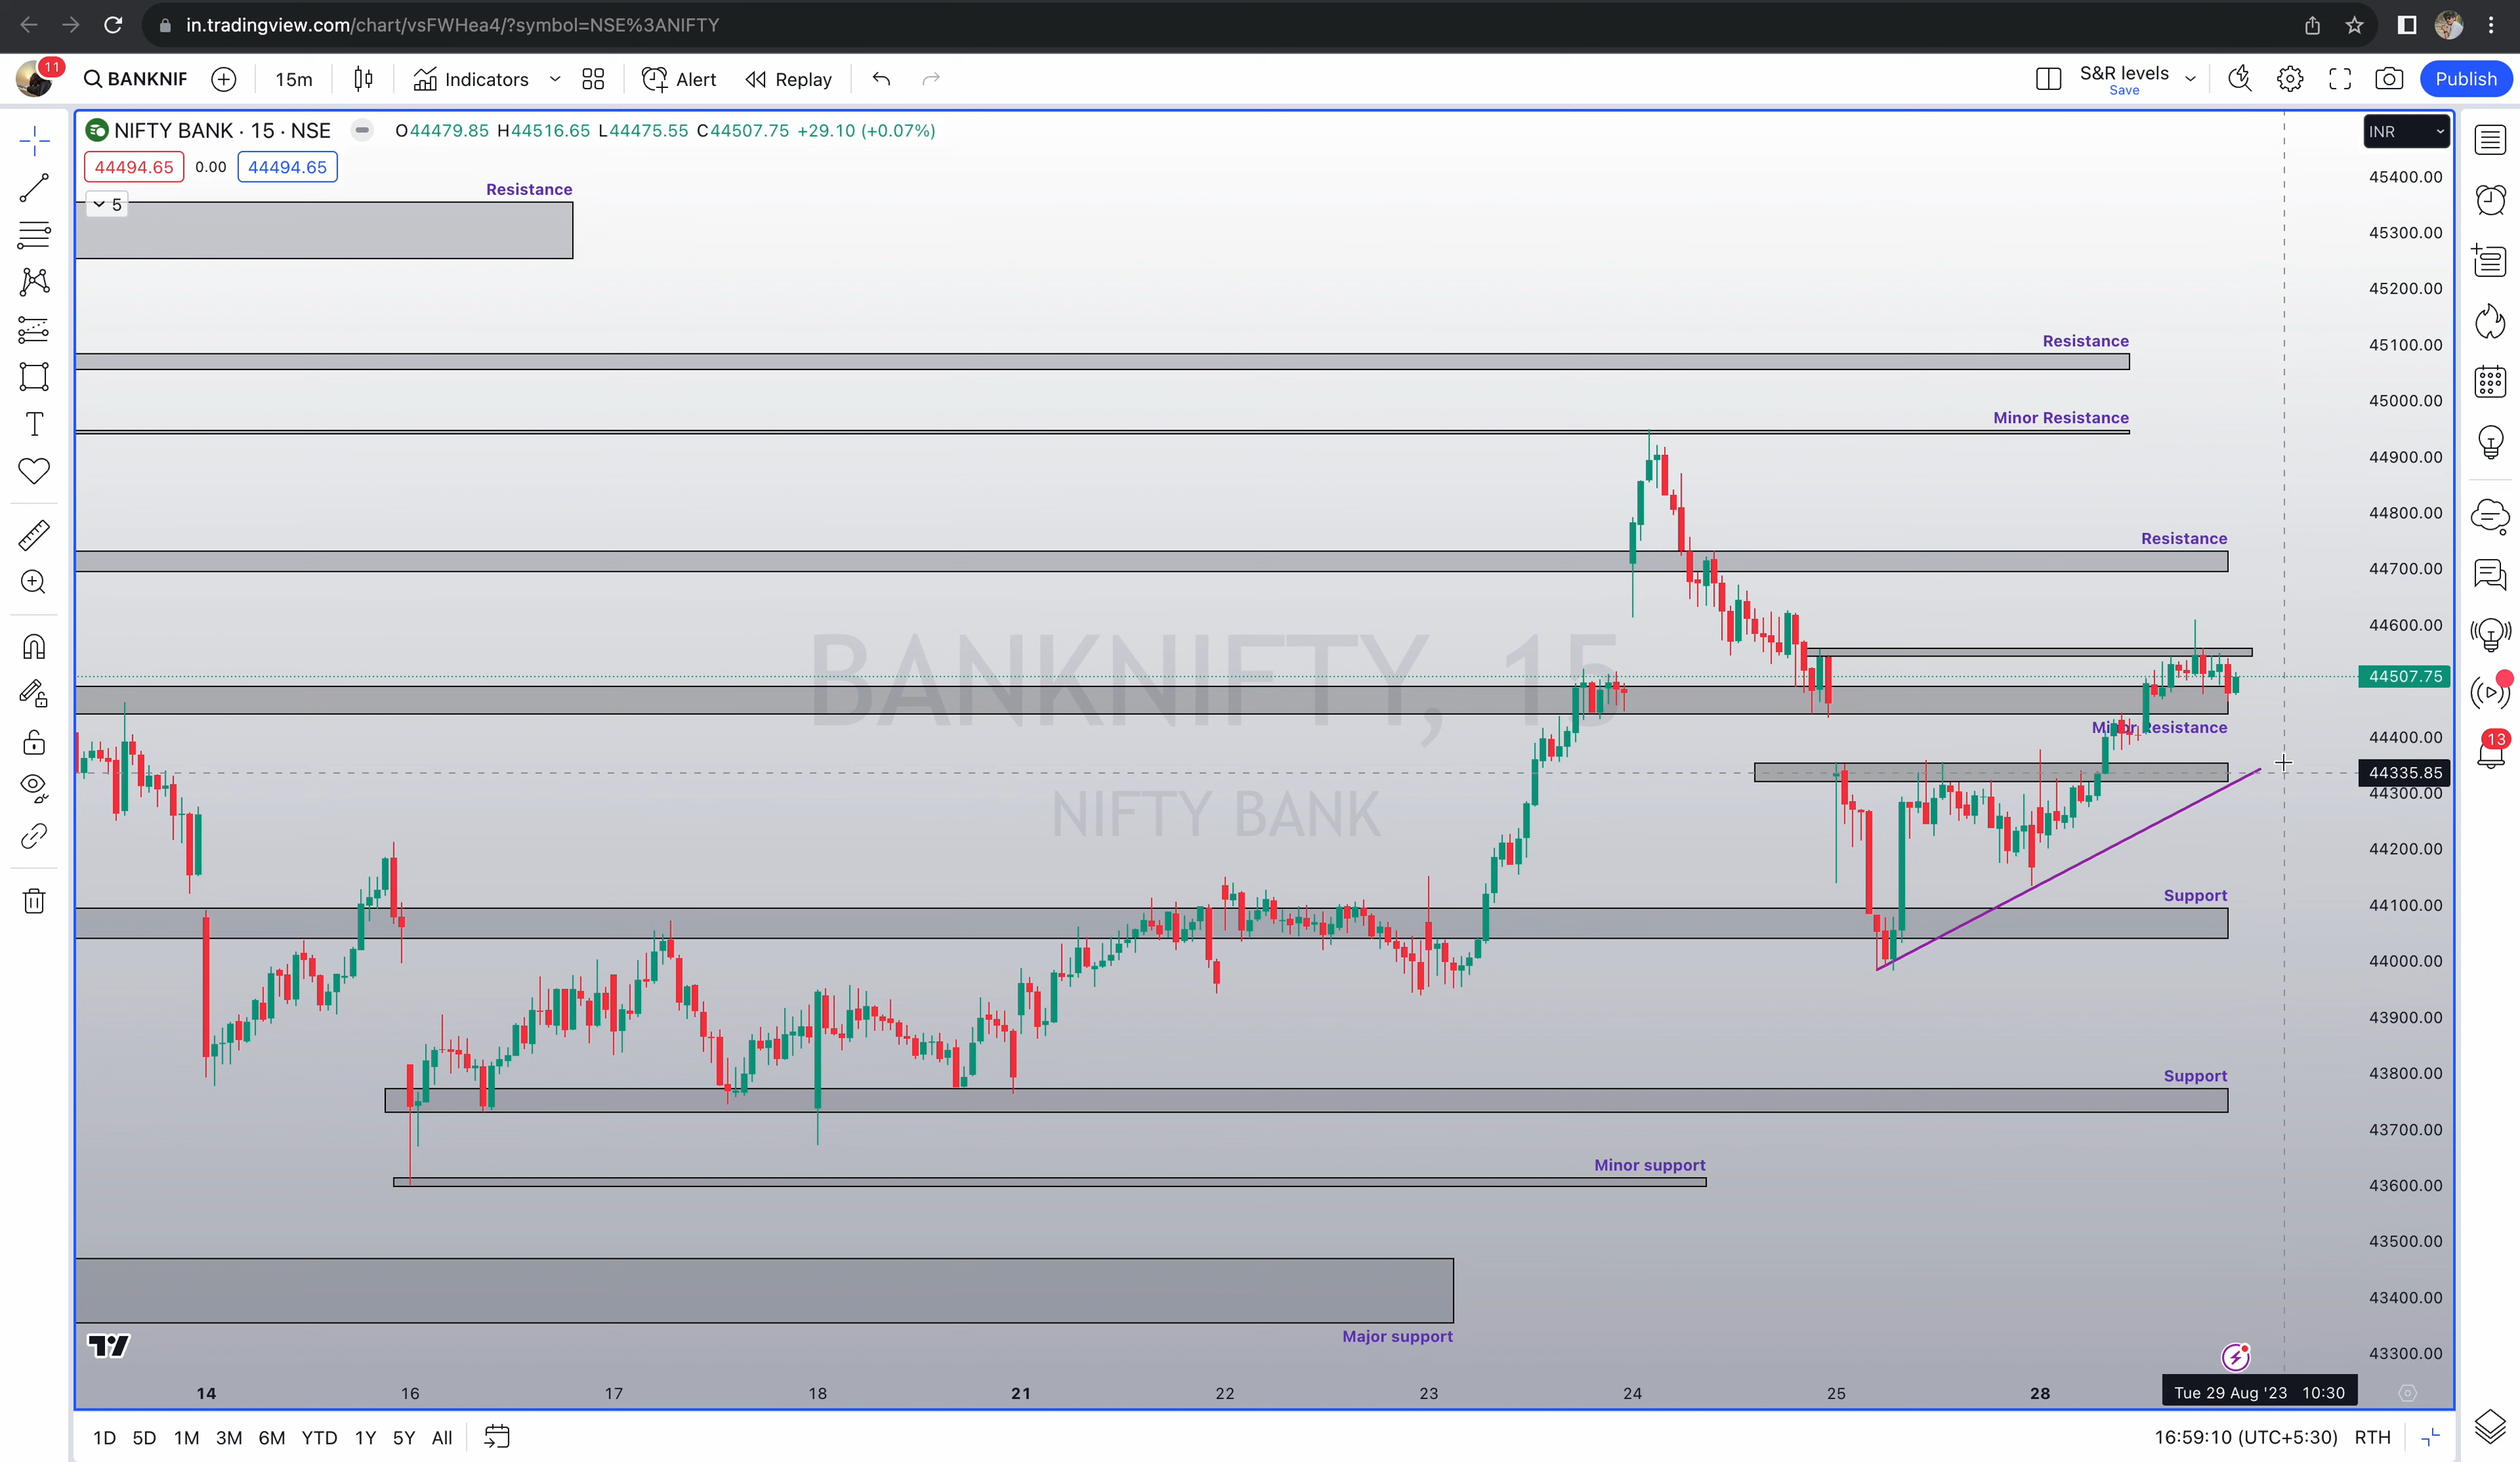 in.tradingview.com/chart/vsFWHea4/?symbol=NSE%3ANIFTY
11
BANKNIF
15m
Indicators
Alert
Replay
S&R levels
Save
Publish
NIFTY BANK · 15 · NSE
O44479.85 H44516.65 L44475.55 C44507.75 +29.10 (+0.07%)
INR
44494.65 0.00 44494.65
5
Resistance
Resistance
Minor Resistance
Resistance
Minor Resistance
Support
Support
Minor support
Major support
BANKNIFTY, 15
NIFTY BANK
45400.00
45300.00
45200.00
45100.00
45000.00
44900.00
44800.00
44700.00
44600.00
44507.75
44400.00
44335.85
44300.00
44200.00
44100.00
44000.00
43900.00
43800.00
43700.00
43600.00
43500.00
43400.00
43300.00
13
14 16 17 18 21 22 23 24 25 28
Tue 29 Aug '23 10:30
1D 5D 1M 3M 6M YTD 1Y 5Y All
16:59:10 (UTC+5:30) RTH